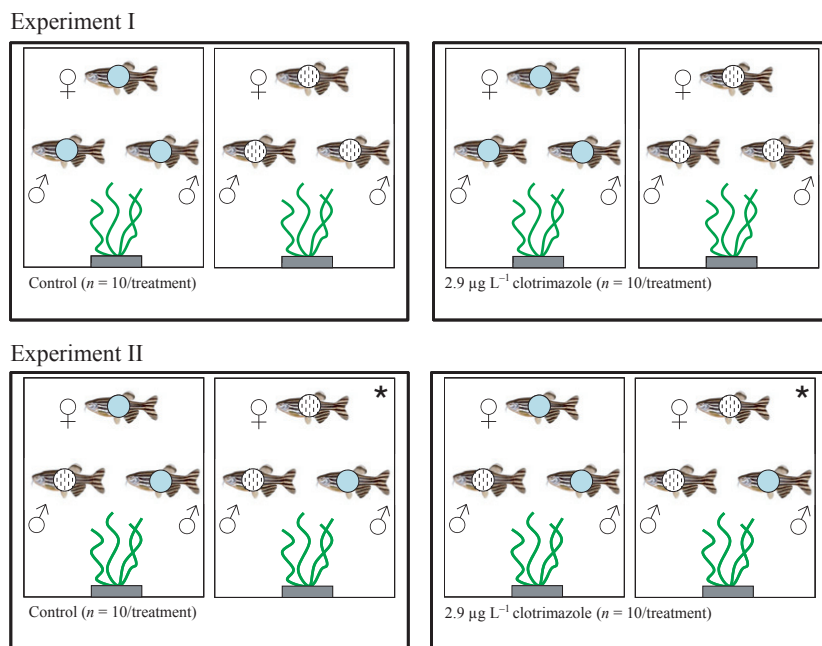 Experiment I
♀ ♀ ♀ ♀
♂ ♂ ♂ ♂ ♂ ♂ ♂ ♂
Control (n = 10/treatment) 2.9 µg L⁻¹ clotrimazole (n = 10/treatment)
Experiment II
* *
♀ ♀ ♀ ♀
♂ ♂ ♂ ♂ ♂ ♂ ♂ ♂
Control (n = 10/treatment) 2.9 µg L⁻¹ clotrimazole (n = 10/treatment)